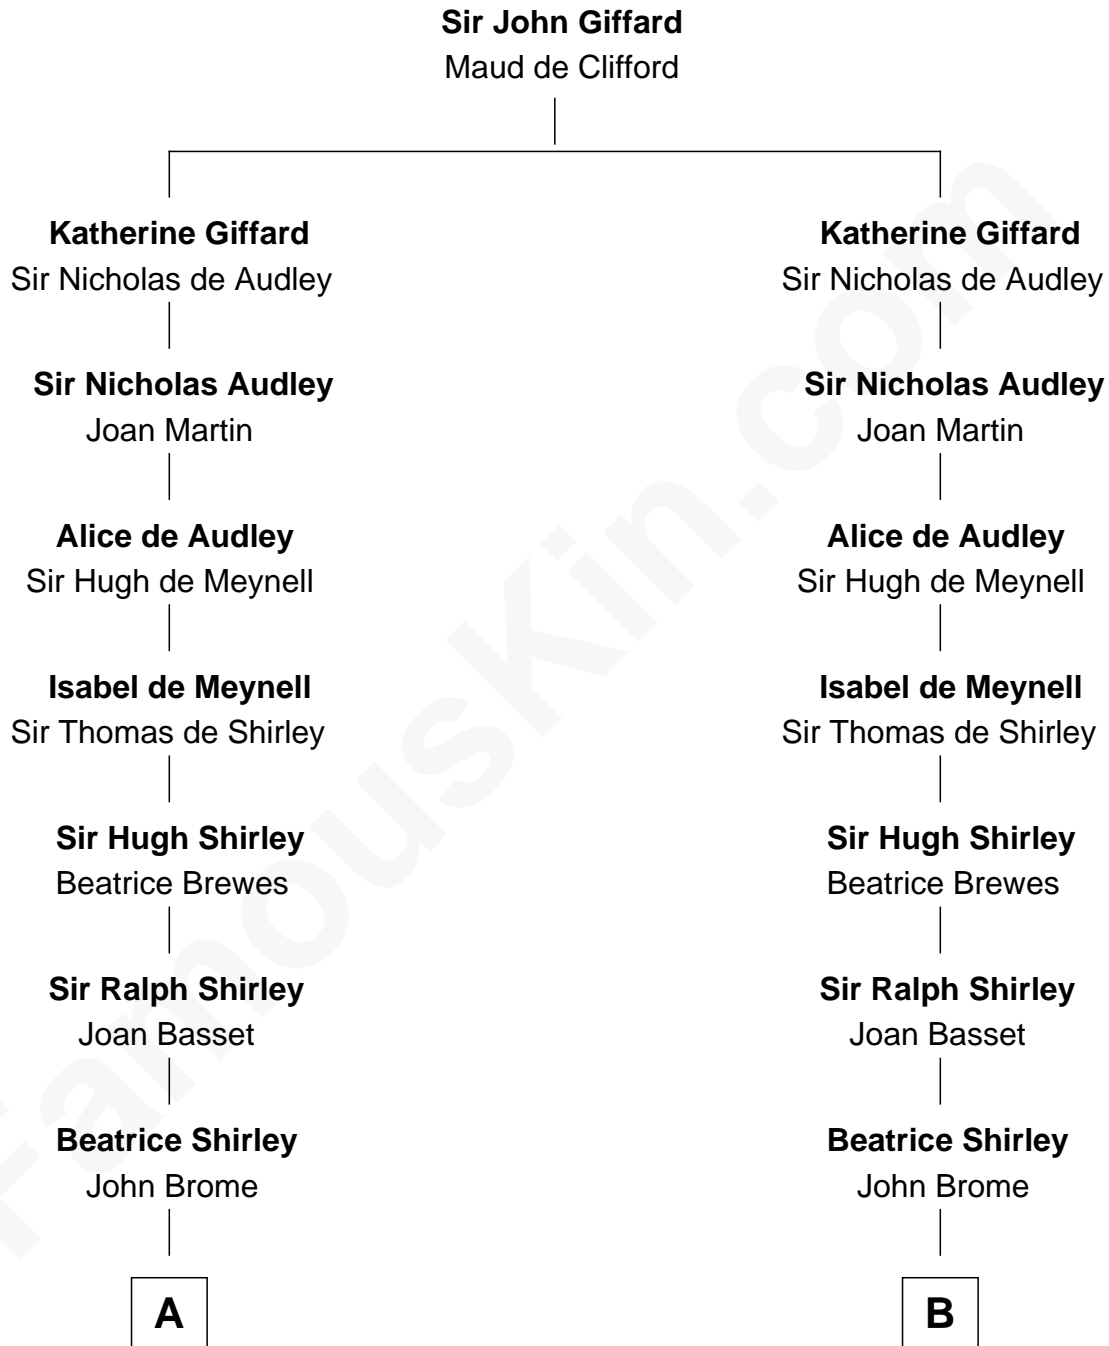 Sir John Giffard
Maud de Clifford
Katherine Giffard
Sir Nicholas de Audley
Katherine Giffard
Sir Nicholas de Audley
Sir Nicholas Audley
Joan Martin
Sir Nicholas Audley
Joan Martin
Alice de Audley
Sir Hugh de Meynell
Alice de Audley
Sir Hugh de Meynell
Isabel de Meynell
Sir Thomas de Shirley
Isabel de Meynell
Sir Thomas de Shirley
Sir Hugh Shirley
Beatrice Brewes
Sir Hugh Shirley
Beatrice Brewes
Sir Ralph Shirley
Joan Basset
Sir Ralph Shirley
Joan Basset
Beatrice Shirley
John Brome
Beatrice Shirley
John Brome
A
B
FamousKin.com